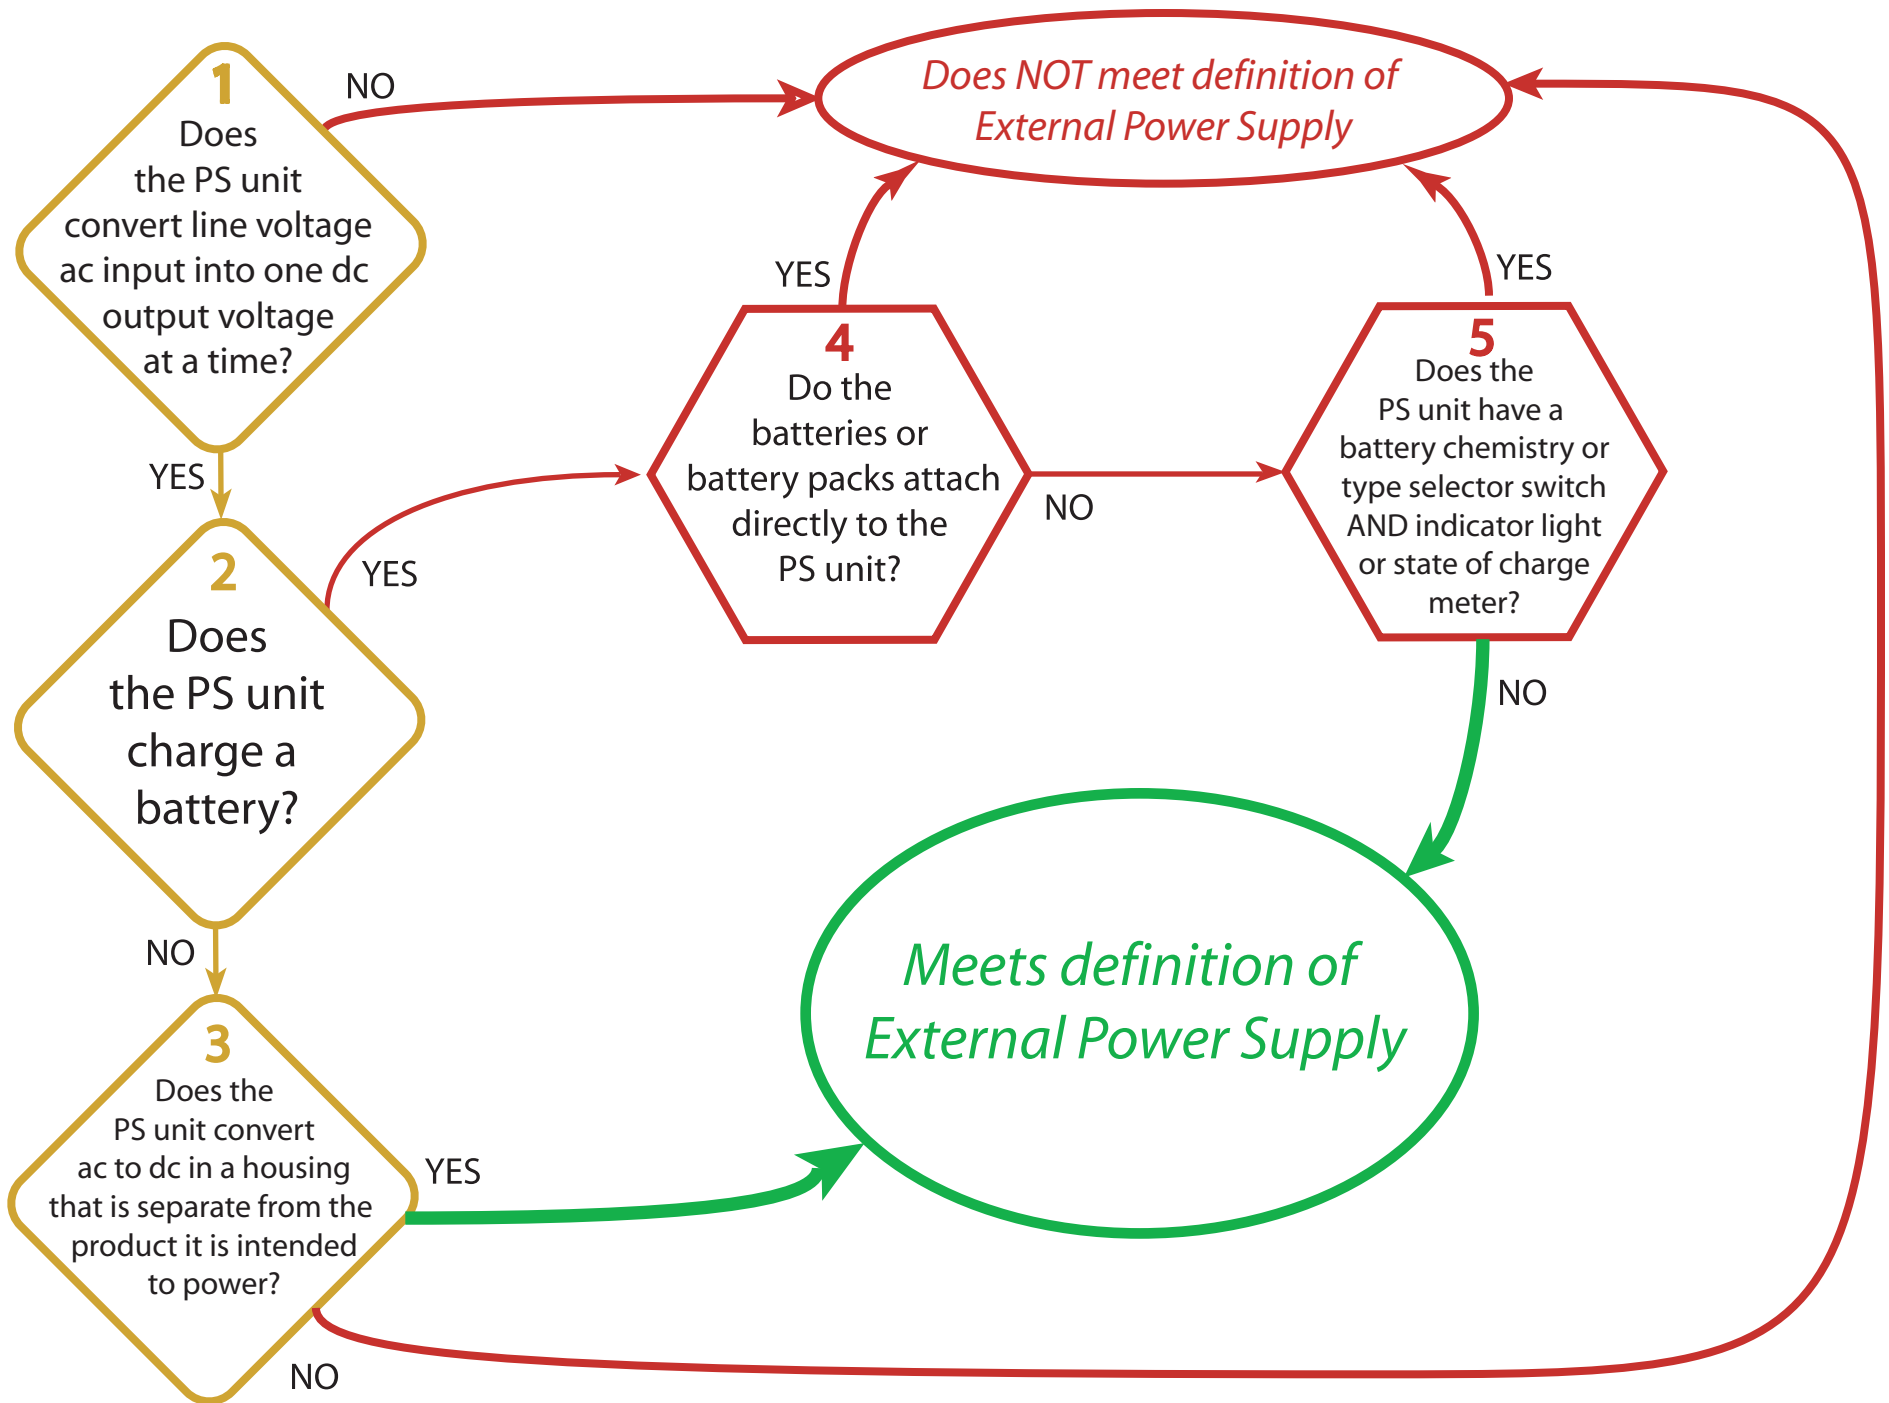 1
Does
the PS unit
convert line voltage
ac input into one dc
output voltage
at a time?
NO
YES
2
Does
the PS unit
charge a
battery?
YES
NO
3
Does the
PS unit convert
ac to dc in a housing
that is separate from the
product it is intended
to power?
YES
NO
Does NOT meet definition of
External Power Supply
YES
4
Do the
batteries or
battery packs attach
directly to the
PS unit?
NO
YES
5
Does the
PS unit have a
battery chemistry or
type selector switch
AND indicator light
or state of charge
meter?
NO
Meets definition of
External Power Supply